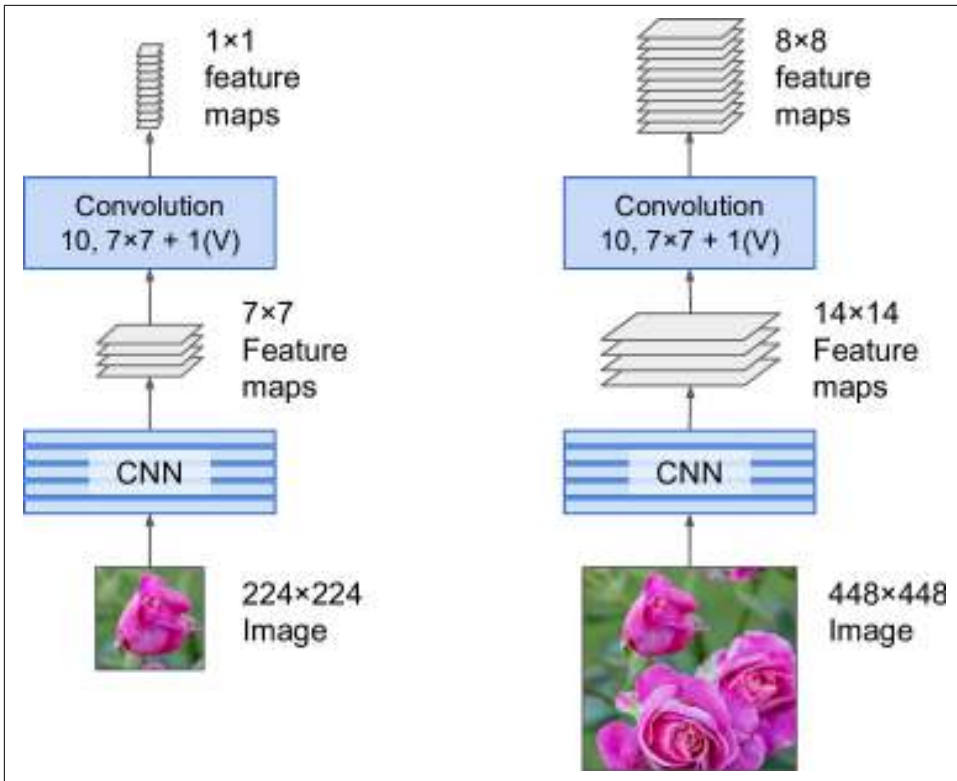 1×1
feature
maps
Convolution
10, 7×7 + 1(V)
7×7
Feature
maps
CNN
224×224
Image
8×8
feature
maps
Convolution
10, 7×7 + 1(V)
14×14
Feature
maps
CNN
448×448
Image